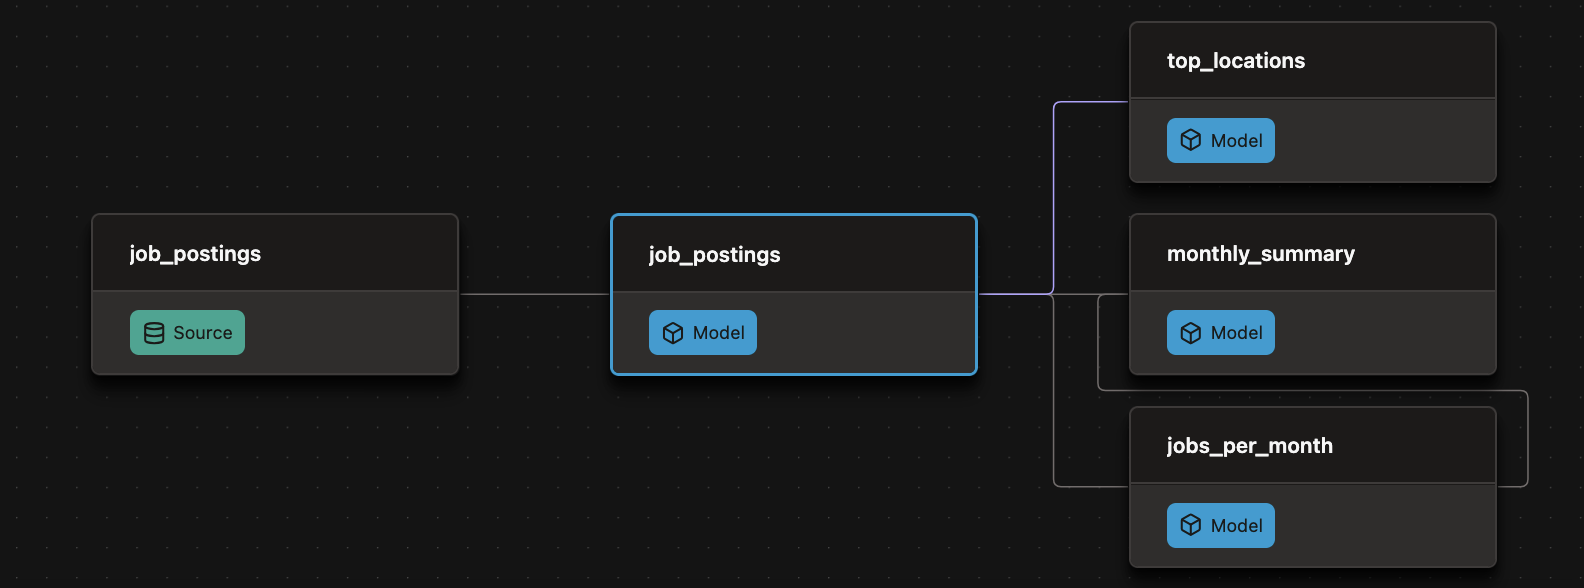 job_postings
Source
job_postings
Model
top_locations
Model
monthly_summary
Model
jobs_per_month
Model